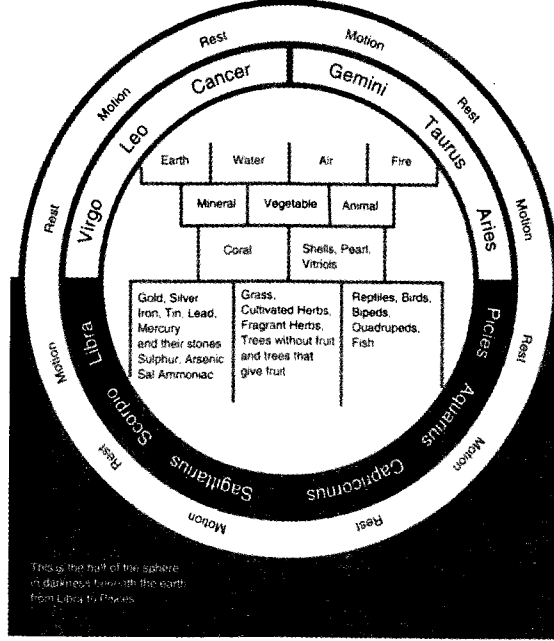 Rest
Motion
Motion
Rest
Rest
Motion
Motion
Rest
Rest
Motion
Motion
Rest
Cancer
Gemini
Leo
Taurus
Virgo
Aries
Libra
Picies
Scorpio
Aquarius
Sagittarius
Capricornus
Earth
Water
Air
Fire
Mineral
Vegetable
Animal
Coral
Shells, Pearl,
Vitriols
Gold, Silver
Iron, Tin, Lead,
Mercury
and their stones
Sulphur, Arsenic
Sal Ammoniac
Grass,
Cultivated Herbs,
Fragrant Herbs,
Trees without fruit
and trees that
give fruit
Reptiles, Birds,
Bipeds,
Quadrupeds,
Fish
This is the half of the sphere
in darkness beneath the earth
from Libra to Pisces